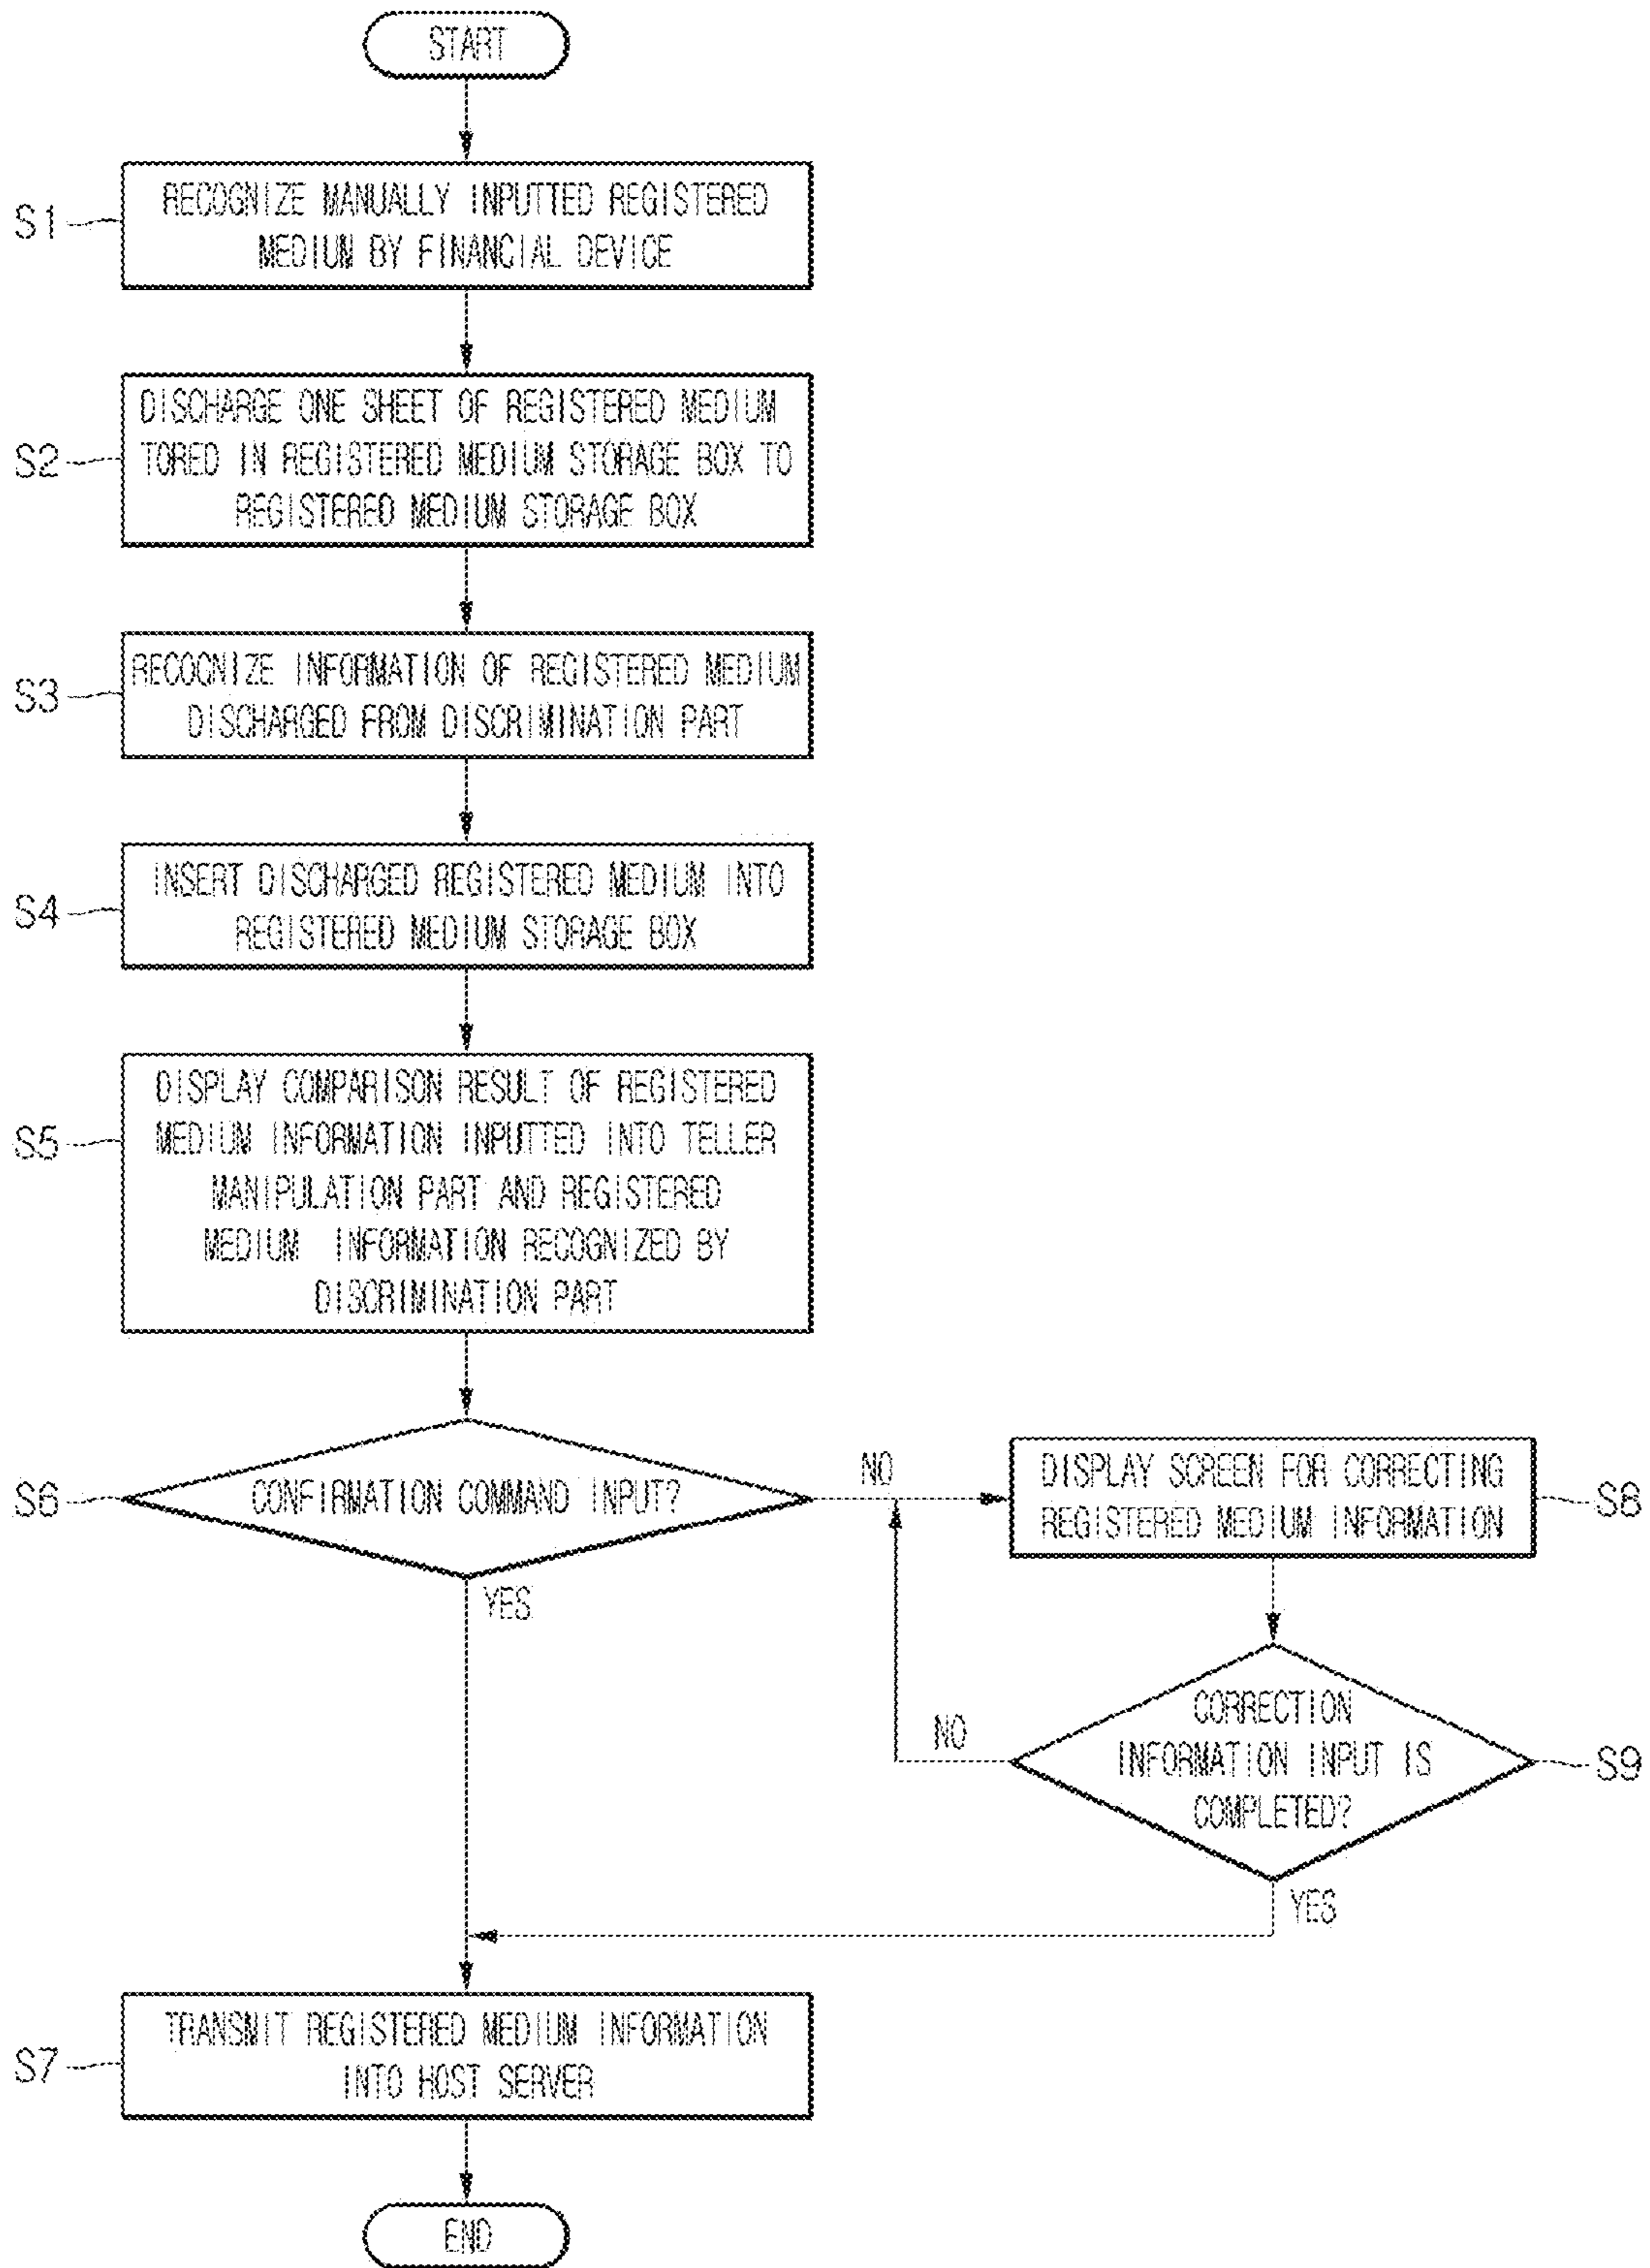 START
S1
RECOGNIZE MANUALLY INPUTTED REGISTERED
MEDIUM BY FINANCIAL DEVICE
S2
DISCHARGE ONE SHEET OF REGISTERED MEDIUM
TORED IN REGISTERED MEDIUM STORAGE BOX TO
REGISTERED MEDIUM STORAGE BOX
S3
RECOGNIZE INFORMATION OF REGISTERED MEDIUM
DISCHARGED FROM DISCRIMINATION PART
S4
INSERT DISCHARGED REGISTERED MEDIUM INTO
REGISTERED MEDIUM STORAGE BOX
S5
DISPLAY COMPARISON RESULT OF REGISTERED
MEDIUM INFORMATION INPUTTED INTO TELLER
MANIPULATION PART AND REGISTERED
MEDIUM INFORMATION RECOGNIZED BY
DISCRIMINATION PART
S6
CONFIRMATION COMMAND INPUT?
NO
YES
DISPLAY SCREEN FOR CORRECTING
REGISTERED MEDIUM INFORMATION
S8
CORRECTION
INFORMATION INPUT IS
COMPLETED?
S9
NO
YES
S7
TRANSMIT REGISTERED MEDIUM INFORMATION
INTO HOST SERVER
END